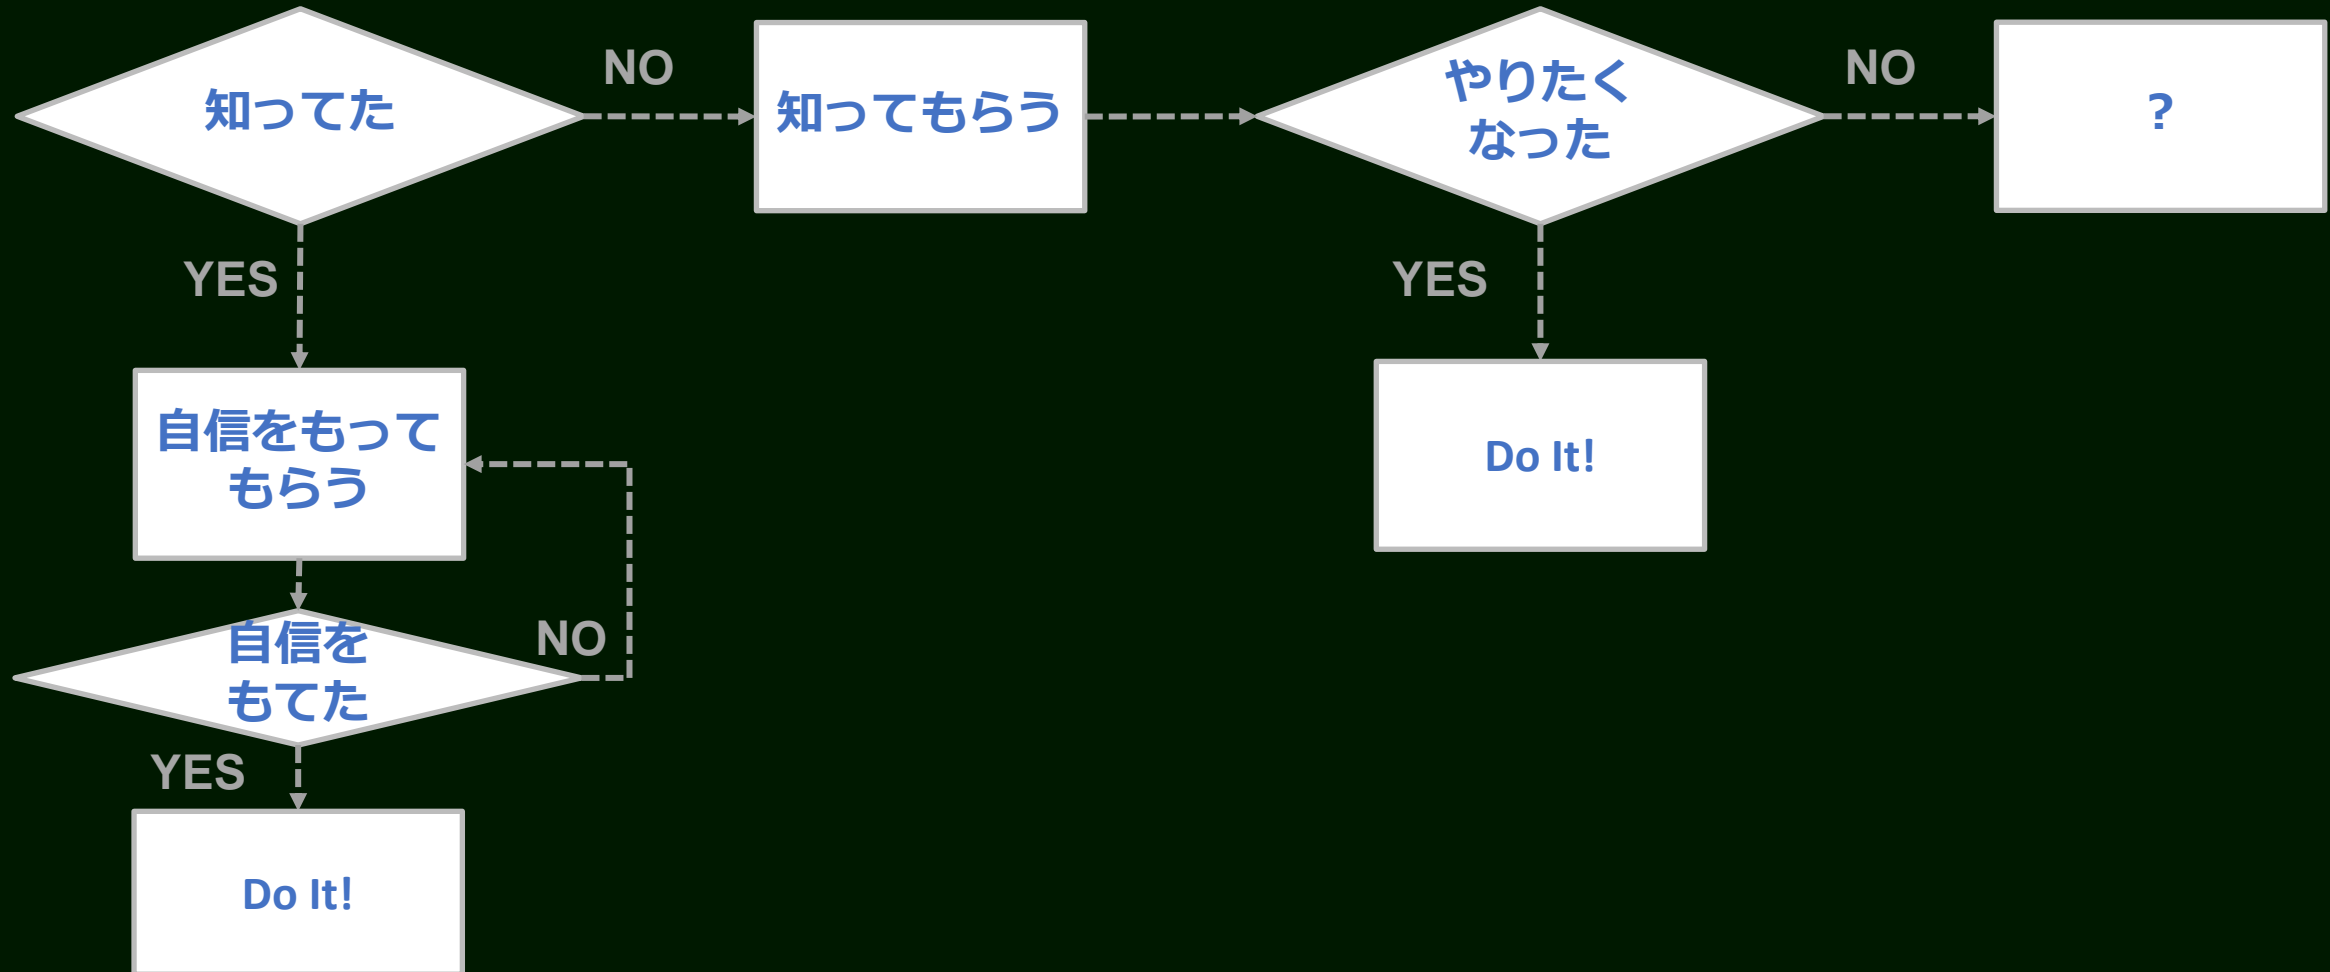 知ってた
NO
知ってもらう
やりたく
なった
NO
?
YES
YES
自信をもって
もらう
Do It!
自信を
もてた
NO
YES
Do It!